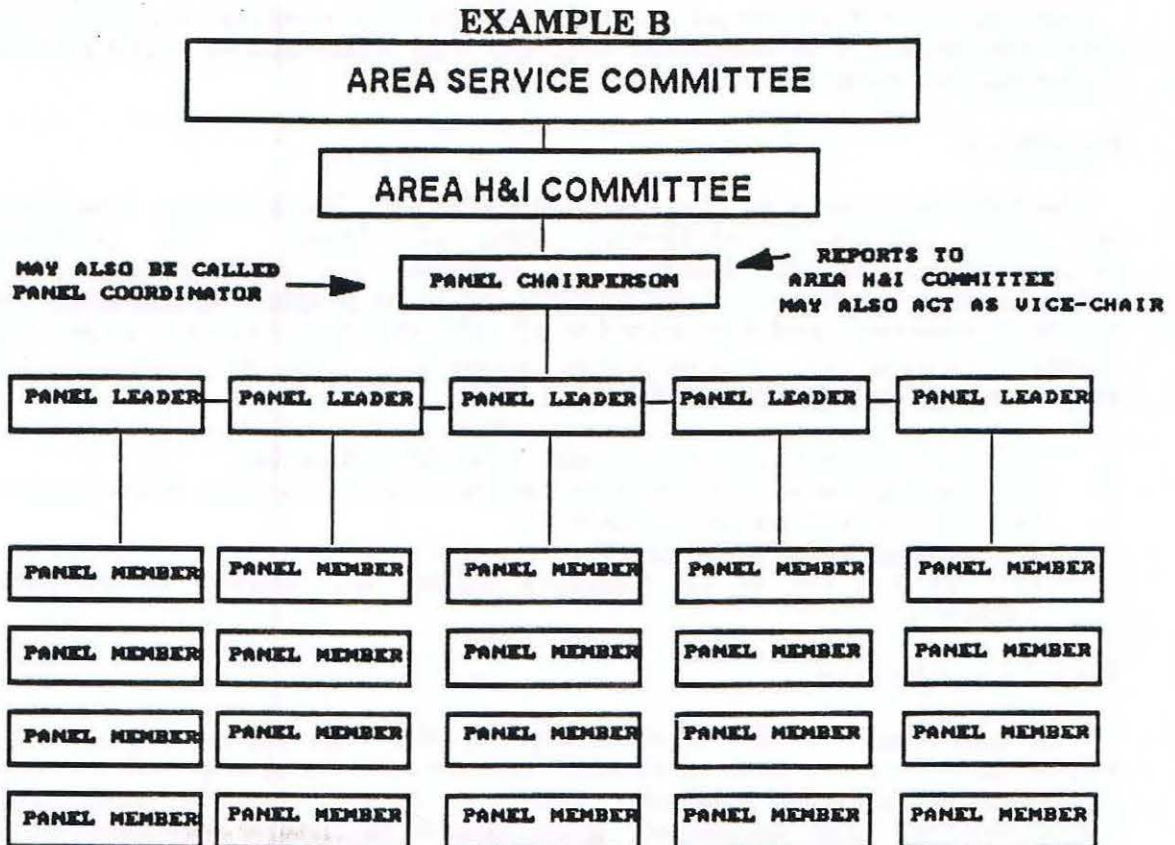 EXAMPLE B
AREA SERVICE COMMITTEE
AREA H&I COMMITTEE
MAY ALSO BE CALLED
PANEL COORDINATOR
PANEL CHAIRPERSON
REPORTS TO
AREA H&I COMMITTEE
MAY ALSO ACT AS VICE-CHAIR
PANEL LEADER PANEL LEADER PANEL LEADER PANEL LEADER PANEL LEADER
PANEL MEMBER PANEL MEMBER PANEL MEMBER PANEL MEMBER PANEL MEMBER
PANEL MEMBER PANEL MEMBER PANEL MEMBER PANEL MEMBER PANEL MEMBER
PANEL MEMBER PANEL MEMBER PANEL MEMBER PANEL MEMBER PANEL MEMBER
PANEL MEMBER PANEL MEMBER PANEL MEMBER PANEL MEMBER PANEL MEMBER